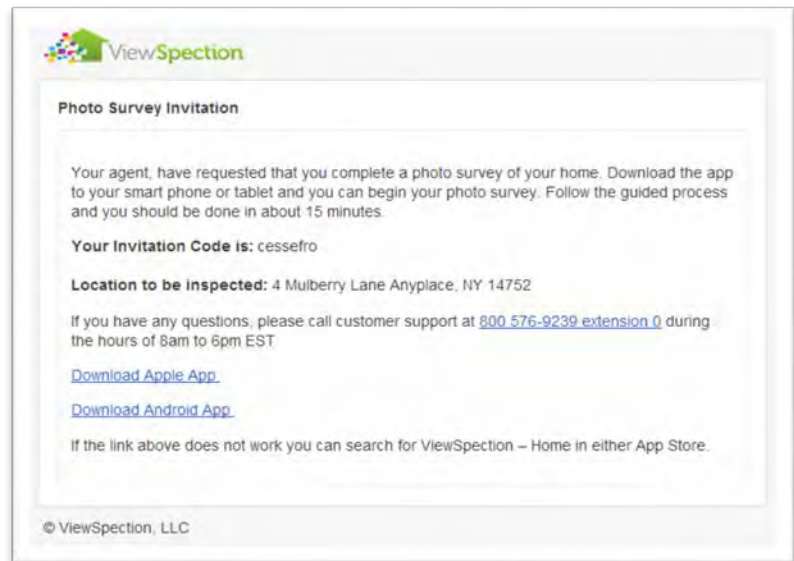 ViewSpection
Photo Survey Invitation
Your agent, have requested that you complete a photo survey of your home. Download the app
to your smart phone or tablet and you can begin your photo survey. Follow the guided process
and you should be done in about 15 minutes.
Your Invitation Code is: cessefro
Location to be inspected: 4 Mulberry Lane Anyplace, NY 14752
If you have any questions, please call customer support at 800 576-9239 extension 0 during
the hours of 8am to 6pm EST
Download Apple App
Download Android App
If the link above does not work you can search for ViewSpection – Home in either App Store.
© ViewSpection, LLC